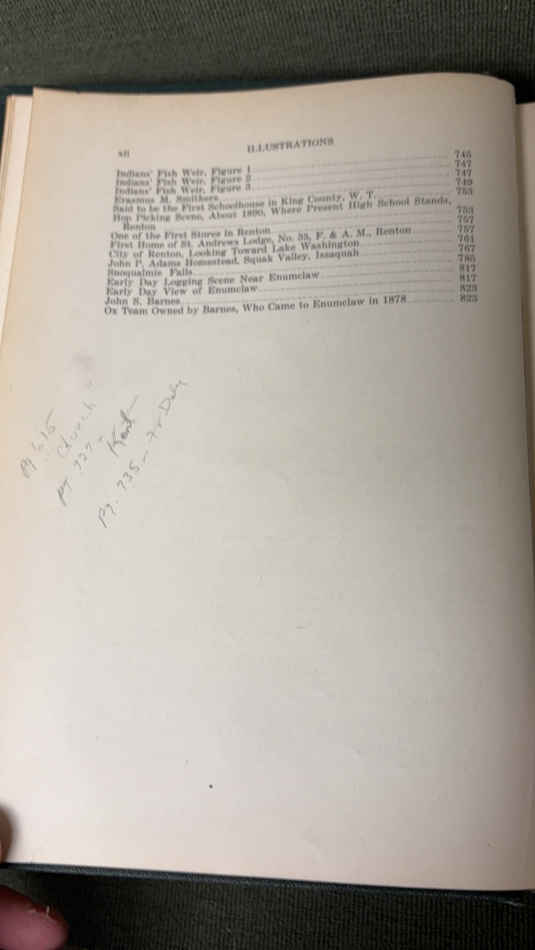 xii
ILLUSTRATIONS
Indians' Fish Weir, Figure 1 745
Indians' Fish Weir, Figure 2 747
Indians' Fish Weir, Figure 3 747
Erasmus M. Smithers 749
Said to be the First Schoolhouse in King County, W. T. 753
Hop Picking Scene, About 1890, Where Present High School Stands,
Renton 753
One of the First Stores in Renton 757
First Home of St. Andrews Lodge, No. 35, F. & A. M., Renton 757
City of Renton, Looking Toward Lake Washington 761
John P. Adams Homestead, Squak Valley, Issaquah 767
Snoqualmie Falls 785
Early Day Logging Scene Near Enumclaw 817
Early Day View of Enumclaw 817
John S. Barnes 823
Ox Team Owned by Barnes, Who Came to Enumclaw in 1878 823
Pg 615
Church
Pg. 727 - Kent
Pg. 735 - Fr Daly